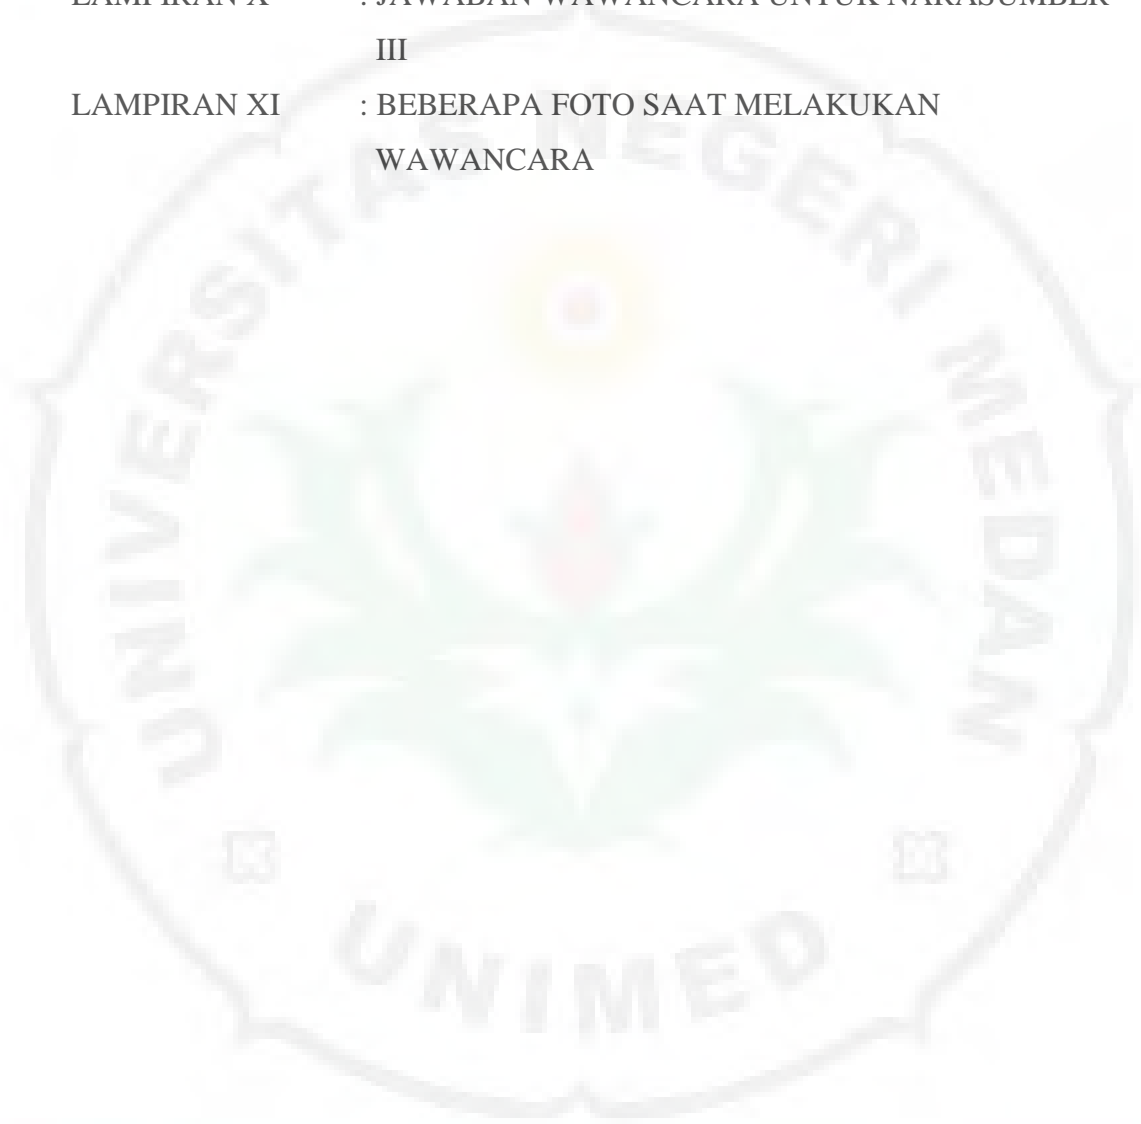 LAMPIRAN X : JAWABAN WAWANCARA UNTUK NARASUMBER
III
LAMPIRAN XI : BEBERAPA FOTO SAAT MELAKUKAN
WAWANCARA
UNIVERSITAS NEGERI MEDAN
UNIMED